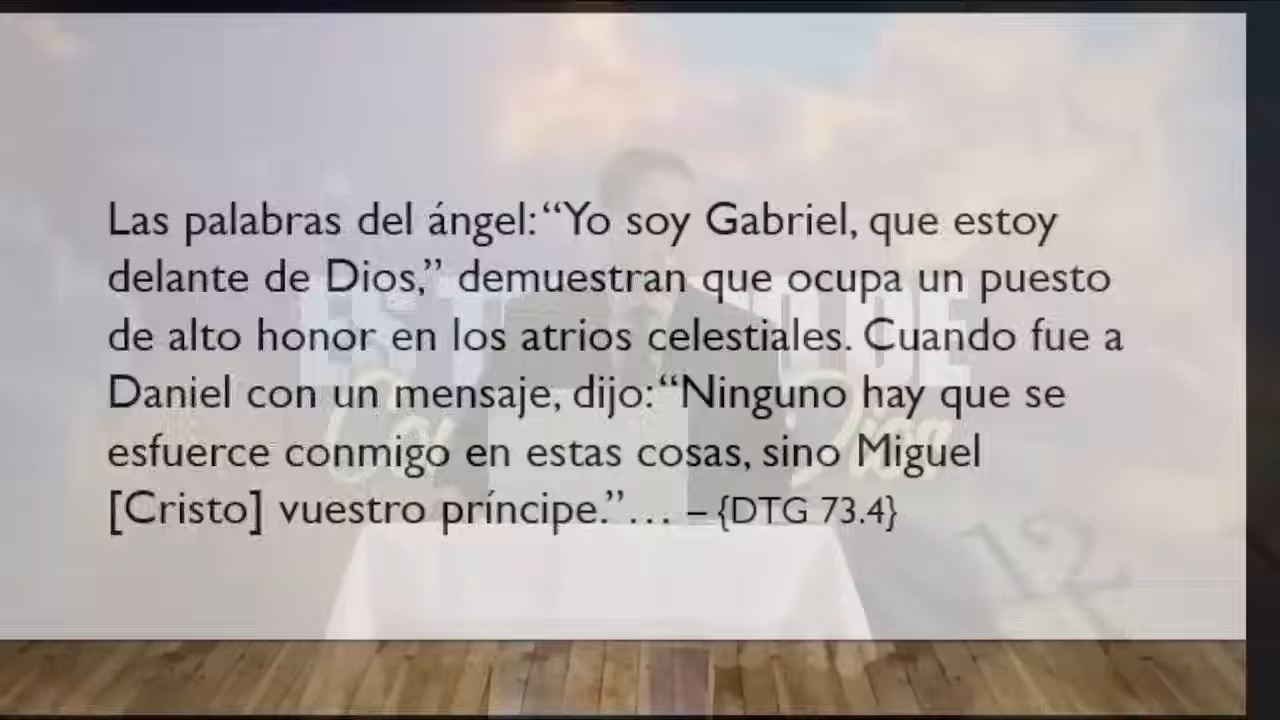 Las palabras del ángel: “Yo soy Gabriel, que estoy
delante de Dios,” demuestran que ocupa un puesto
de alto honor en los atrios celestiales. Cuando fue a
Daniel con un mensaje, dijo: “Ninguno hay que se
esfuerce conmigo en estas cosas, sino Miguel
[Cristo] vuestro príncipe.”… – {DTG 73.4}
12